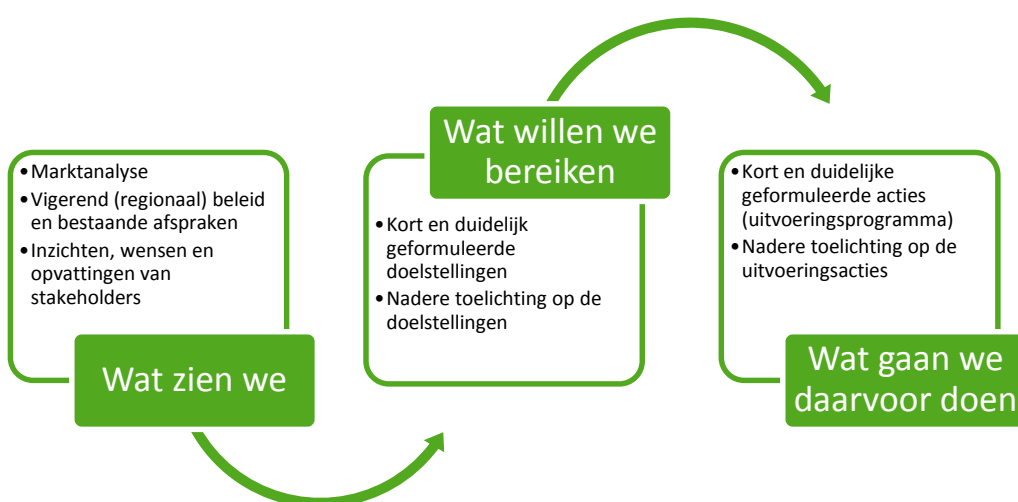 • Marktanalyse
• Vigerend (regionaal) beleid
en bestaande afspraken
• Inzichten, wensen en
opvattingen van
stakeholders
Wat zien we
Wat willen we
bereiken
• Kort en duidelijk
geformuleerde
doelstellingen
• Nadere toelichting op de
doelstellingen
• Kort en duidelijke
geformuleerde acties
(uitvoeringsprogramma)
• Nadere toelichting op de
uitvoeringsacties
Wat gaan we
daarvoor doen